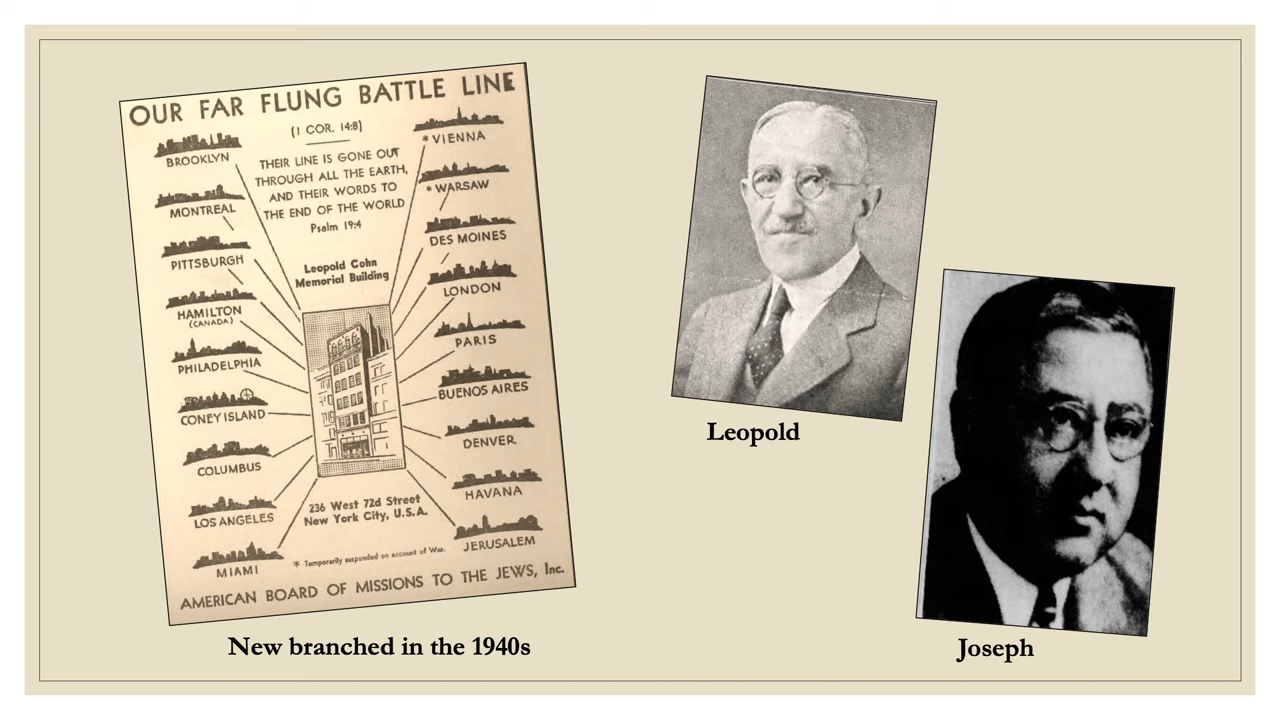 OUR FAR FLUNG BATTLE LINE
(1 COR. 14:8)
THEIR LINE IS GONE OUT
THROUGH ALL THE EARTH,
AND THEIR WORDS TO
THE END OF THE WORLD
Psalm 19:4
BROOKLYN
MONTREAL
PITTSBURGH
HAMILTON
(CANADA)
PHILADELPHIA
CONEY ISLAND
COLUMBUS
LOS ANGELES
MIAMI
* VIENNA
* WARSAW
DES MOINES
LONDON
PARIS
BUENOS AIRES
DENVER
HAVANA
JERUSALEM
Leopold Cohn
Memorial Building
236 West 72d Street
New York City, U.S.A.
* Temporarily suspended on account of War.
AMERICAN BOARD OF MISSIONS TO THE JEWS, Inc.
New branched in the 1940s
Leopold
Joseph